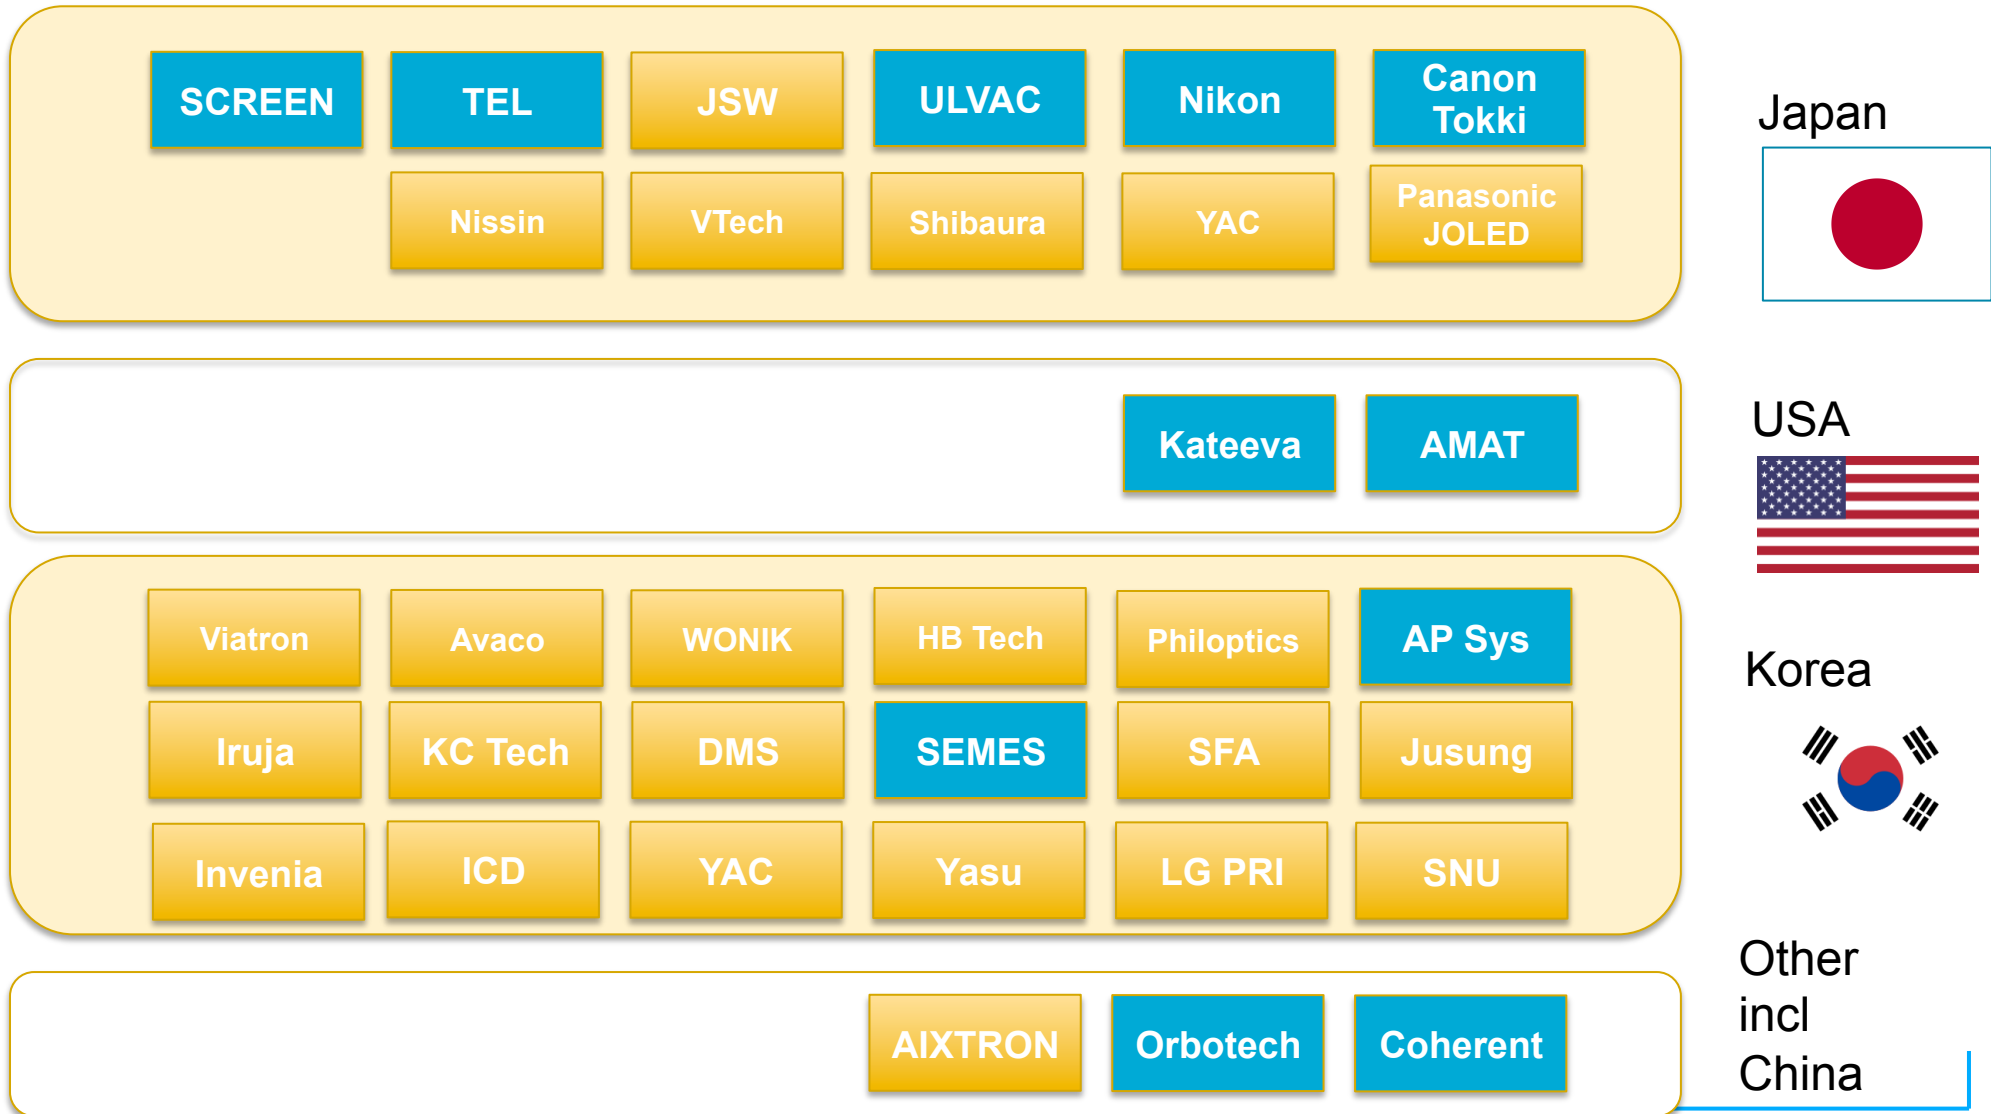 SCREEN
TEL
JSW
ULVAC
Nikon
Canon
Tokki
Japan
Nissin
VTech
Shibaura
YAC
Panasonic
JOLED
Kateeva
AMAT
USA
Viatron
Avaco
WONIK
HB Tech
Philoptics
AP Sys
Korea
Iruja
KC Tech
DMS
SEMES
SFA
Jusung
Invenia
ICD
YAC
Yasu
LG PRI
SNU
AIXTRON
Orbotech
Coherent
Other
incl
China